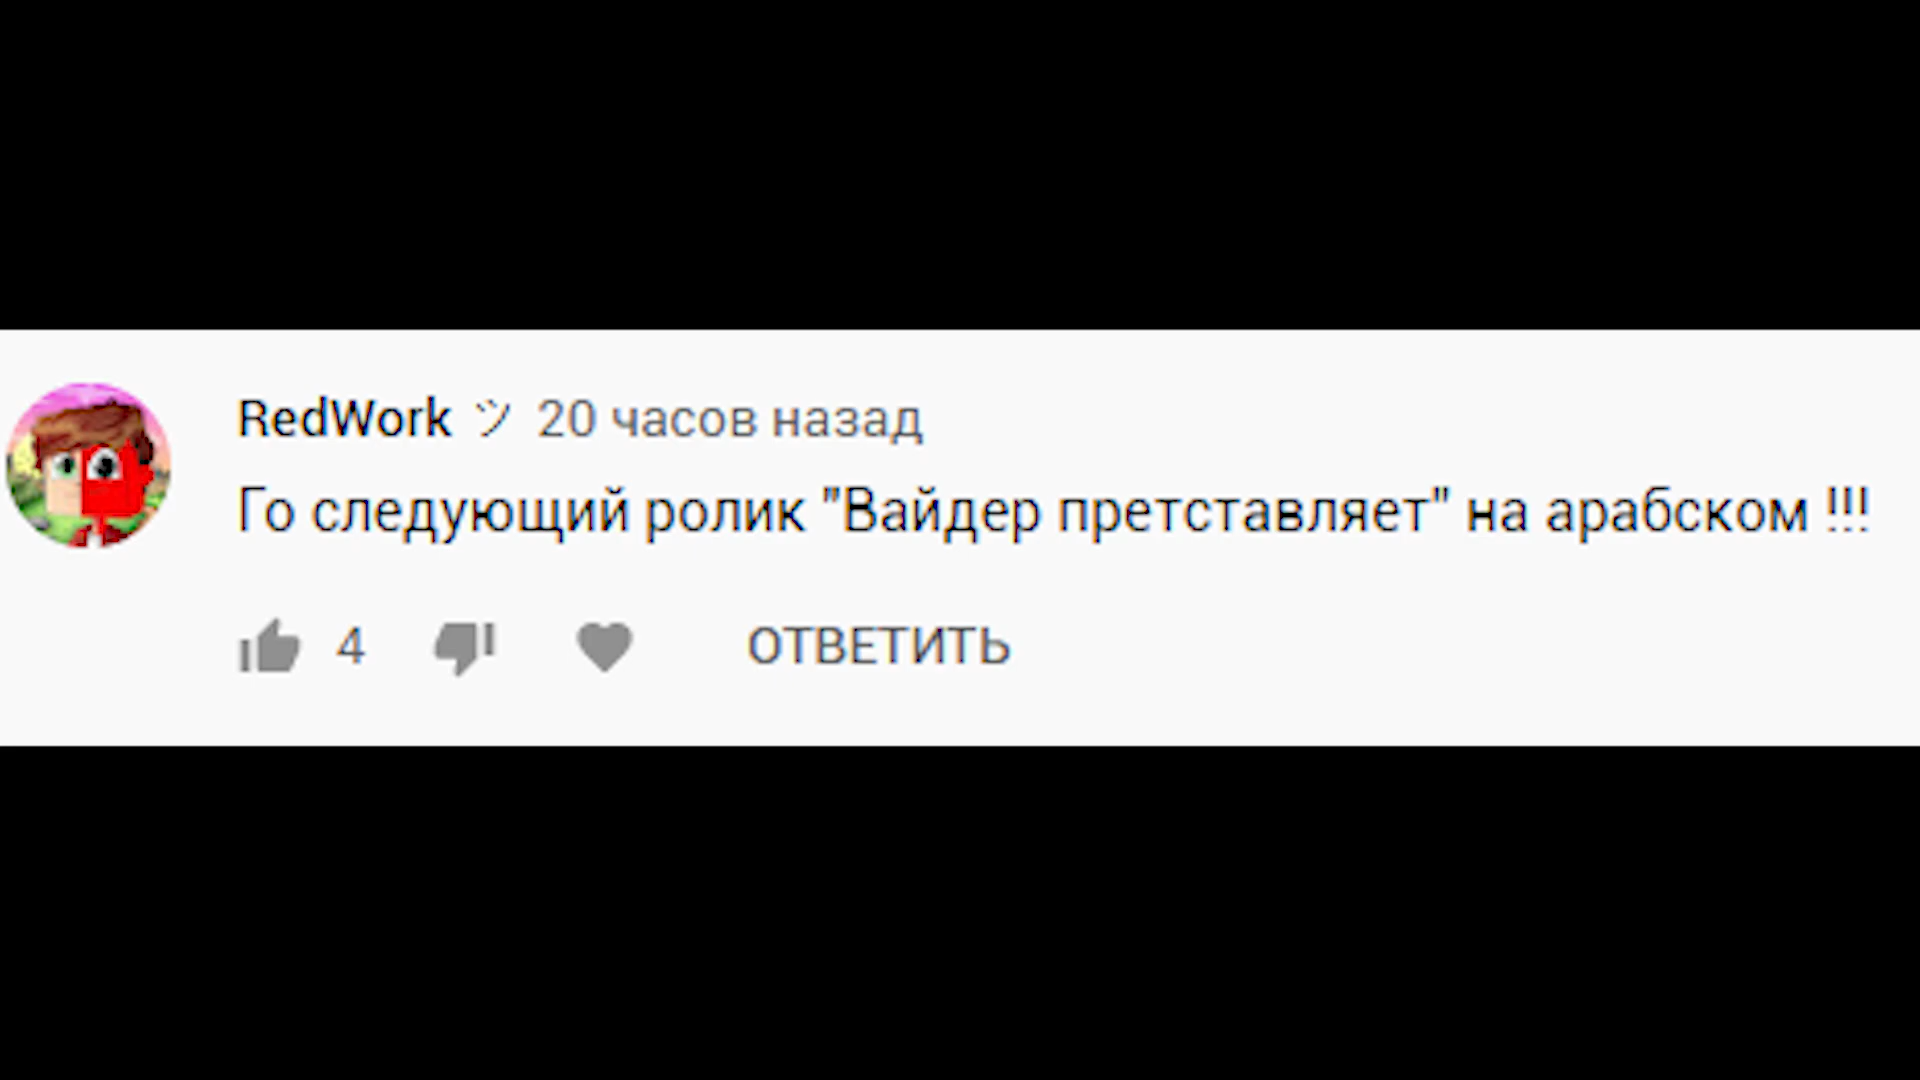 RedWork ツ 20 часов назад
Го следующий ролик "Вайдер претставляет" на арабском !!!
4 ОТВЕТИТЬ